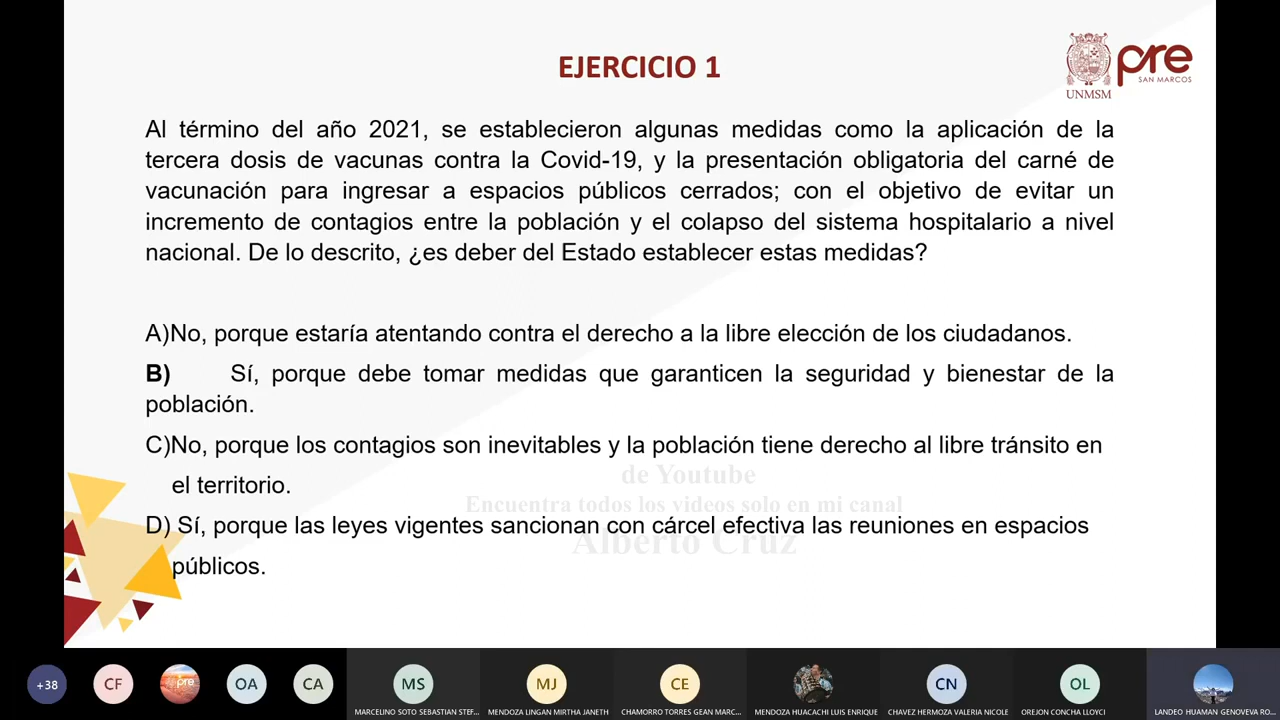 EJERCICIO 1
UNMSM
pre
SAN MARCOS
Al término del año 2021, se establecieron algunas medidas como la aplicación de la
tercera dosis de vacunas contra la Covid-19, y la presentación obligatoria del carné de
vacunación para ingresar a espacios públicos cerrados; con el objetivo de evitar un
incremento de contagios entre la población y el colapso del sistema hospitalario a nivel
nacional. De lo descrito, ¿es deber del Estado establecer estas medidas?
A)No, porque estaría atentando contra el derecho a la libre elección de los ciudadanos.
B) Sí, porque debe tomar medidas que garanticen la seguridad y bienestar de la
población.
C)No, porque los contagios son inevitables y la población tiene derecho al libre tránsito en
el territorio.
de Youtube
Encuentra todos los videos solo en mi canal
D) Sí, porque las leyes vigentes sancionan con cárcel efectiva las reuniones en espacios
Alberto Cruz
públicos.
+38
CF
pre
OA
CA
MS
MJ
CE
CN
OL
MARCELINO SOTO SEBASTIAN STEF...
MENDOZA LINGAN MIRTHA JANETH
CHAMORRO TORRES GEAN MARC...
MENDOZA HUACACHI LUIS ENRIQUE
CHAVEZ HERMOZA VALERIA NICOLE
OREJON CONCHA LLOYCI
LANDEO HUAMAN GENOVEVA RO...